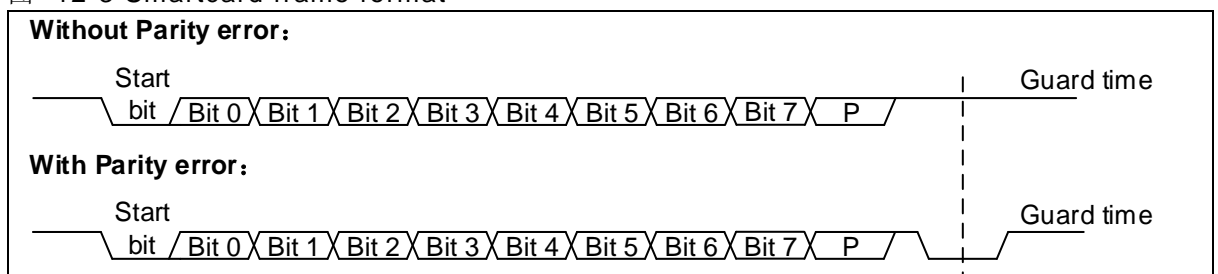 Without Parity error：
Start
Guard time
bit Bit 0 Bit 1 Bit 2 Bit 3 Bit 4 Bit 5 Bit 6 Bit 7 P
With Parity error：
Start
Guard time
bit Bit 0 Bit 1 Bit 2 Bit 3 Bit 4 Bit 5 Bit 6 Bit 7 P